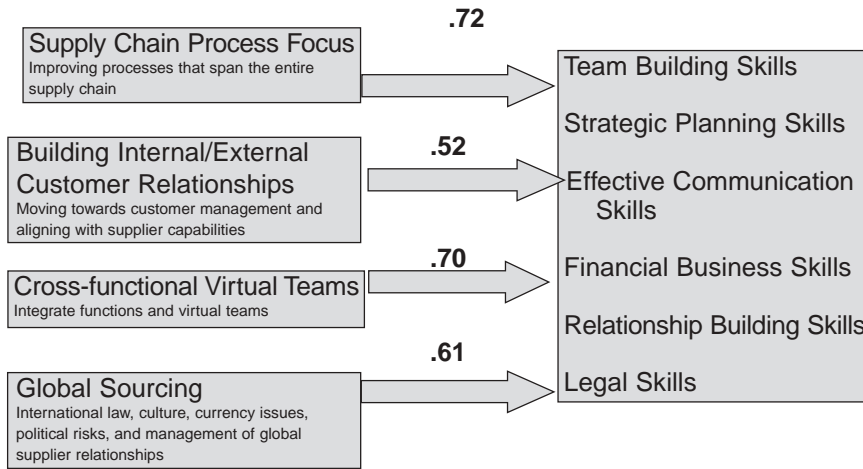 .72
Supply Chain Process Focus
Improving processes that span the entire
supply chain
Building Internal/External
Customer Relationships
Moving towards customer management and
aligning with supplier capabilities
.52
Cross-functional Virtual Teams
Integrate functions and virtual teams
.70
Global Sourcing
International law, culture, currency issues,
political risks, and management of global
supplier relationships
.61
Team Building Skills
Strategic Planning Skills
Effective Communication
Skills
Financial Business Skills
Relationship Building Skills
Legal Skills